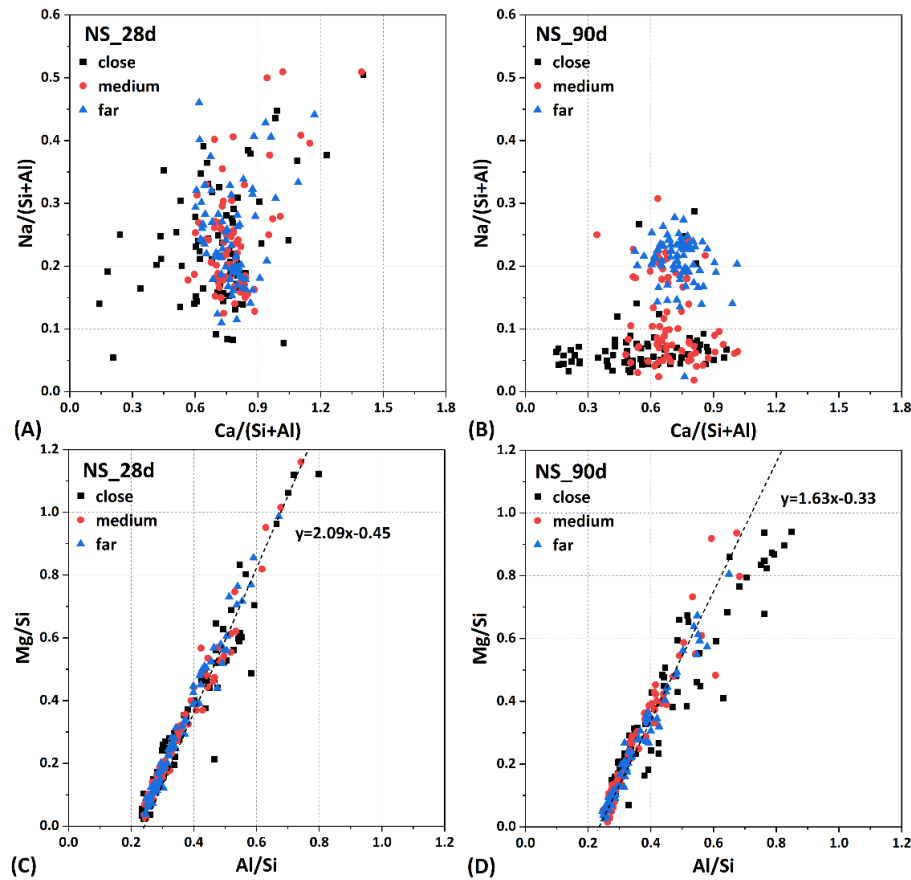 NS_28d
close
medium
far
Na/(Si+Al)
0.6
0.5
0.4
0.3
0.2
0.1
0.0
0.0 0.3 0.6 0.9 1.2 1.5 1.8
(A) Ca/(Si+Al)
NS_90d
close
medium
far
Na/(Si+Al)
0.6
0.5
0.4
0.3
0.2
0.1
0.0
0.0 0.3 0.6 0.9 1.2 1.5 1.8
(B) Ca/(Si+Al)
NS_28d
close
medium
far
y=2.09x-0.45
Mg/Si
1.2
1.0
0.8
0.6
0.4
0.2
0.0
0.0 0.2 0.4 0.6 0.8 1.0 1.2
(C) Al/Si
NS_90d
close
medium
far
y=1.63x-0.33
Mg/Si
1.2
1.0
0.8
0.6
0.4
0.2
0.0
0.0 0.2 0.4 0.6 0.8 1.0 1.2
(D) Al/Si